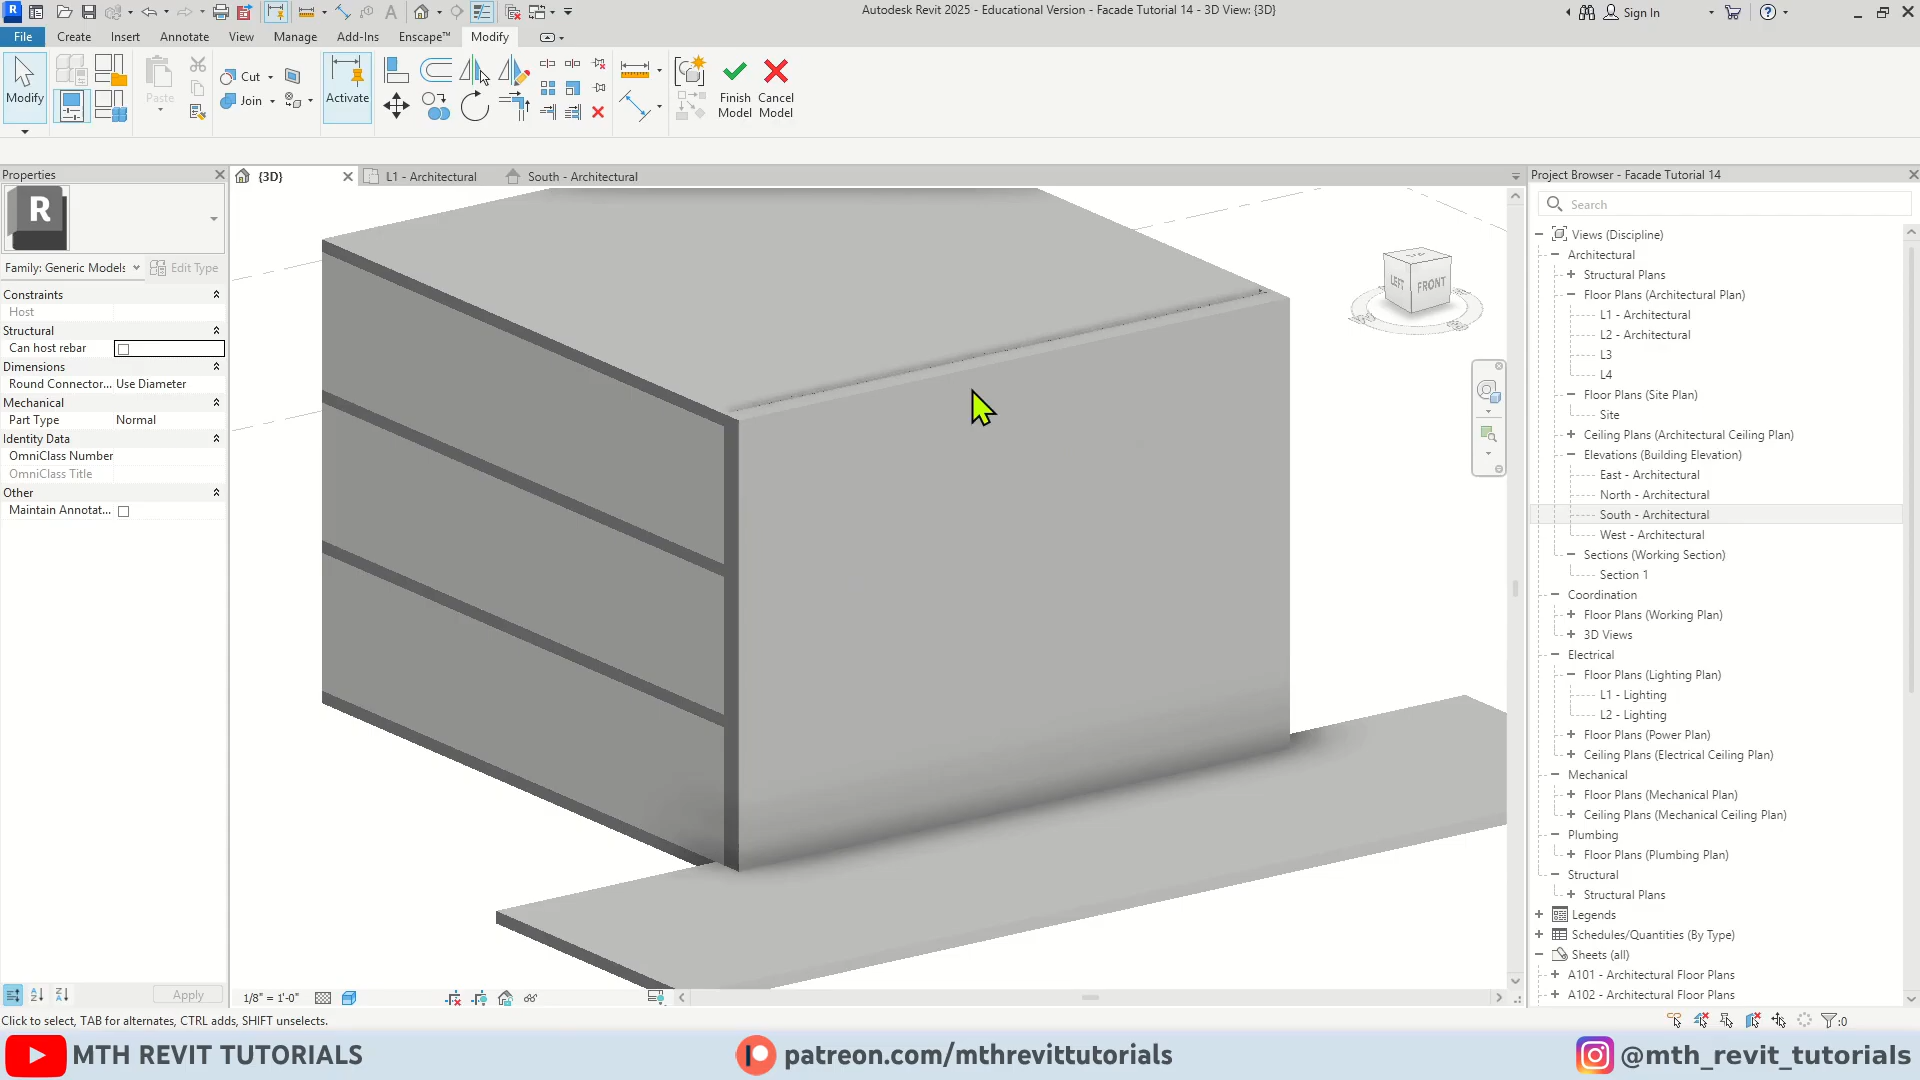 Autodesk Revit 2025 - Educational Version - Facade Tutorial 14 - 3D View: {3D}
Sign In
File Create Insert Annotate View Manage Add-Ins Enscape™ Modify
Modify
Paste
Cut
Join
Activate
Finish Model
Cancel Model
Properties
R
Family: Generic Models
Edit Type
Constraints
Host
Structural
Can host rebar
Dimensions
Round Connector... Use Diameter
Mechanical
Part Type Normal
Identity Data
OmniClass Number
OmniClass Title
Other
Maintain Annotat...
Apply
{3D}
L1 - Architectural
South - Architectural
LEFT
FRONT
1/8" = 1'-0"
Project Browser - Facade Tutorial 14
Search
Views (Discipline)
Architectural
Structural Plans
Floor Plans (Architectural Plan)
L1 - Architectural
L2 - Architectural
L3
L4
Floor Plans (Site Plan)
Site
Ceiling Plans (Architectural Ceiling Plan)
Elevations (Building Elevation)
East - Architectural
North - Architectural
South - Architectural
West - Architectural
Sections (Working Section)
Section 1
Coordination
Floor Plans (Working Plan)
3D Views
Electrical
Floor Plans (Lighting Plan)
L1 - Lighting
L2 - Lighting
Floor Plans (Power Plan)
Ceiling Plans (Electrical Ceiling Plan)
Mechanical
Floor Plans (Mechanical Plan)
Ceiling Plans (Mechanical Ceiling Plan)
Plumbing
Floor Plans (Plumbing Plan)
Structural
Structural Plans
Legends
Schedules/Quantities (By Type)
Sheets (all)
A101 - Architectural Floor Plans
A102 - Architectural Floor Plans
Click to select, TAB for alternates, CTRL adds, SHIFT unselects.
:0
MTH REVIT TUTORIALS
patreon.com/mthrevittutorials
@mth_revit_tutorials